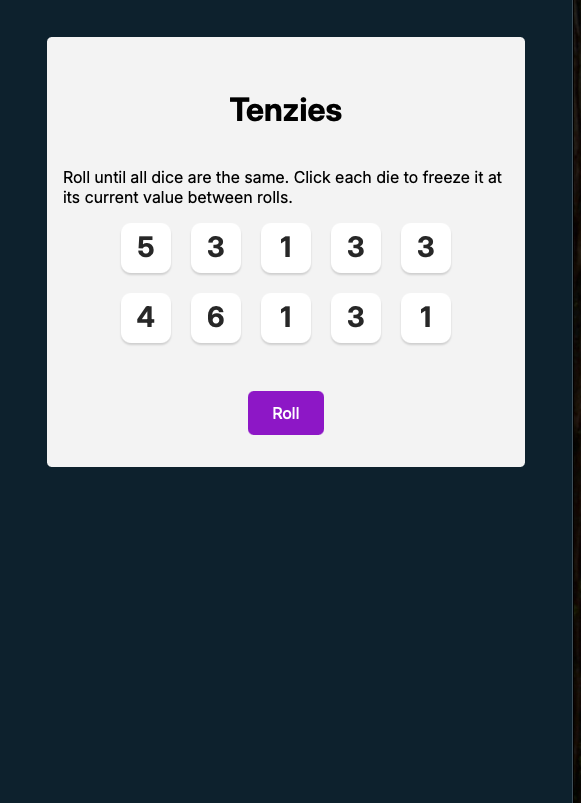 Tenzies
Roll until all dice are the same. Click each die to freeze it at
its current value between rolls.
5 3 1 3 3
4 6 1 3 1
Roll